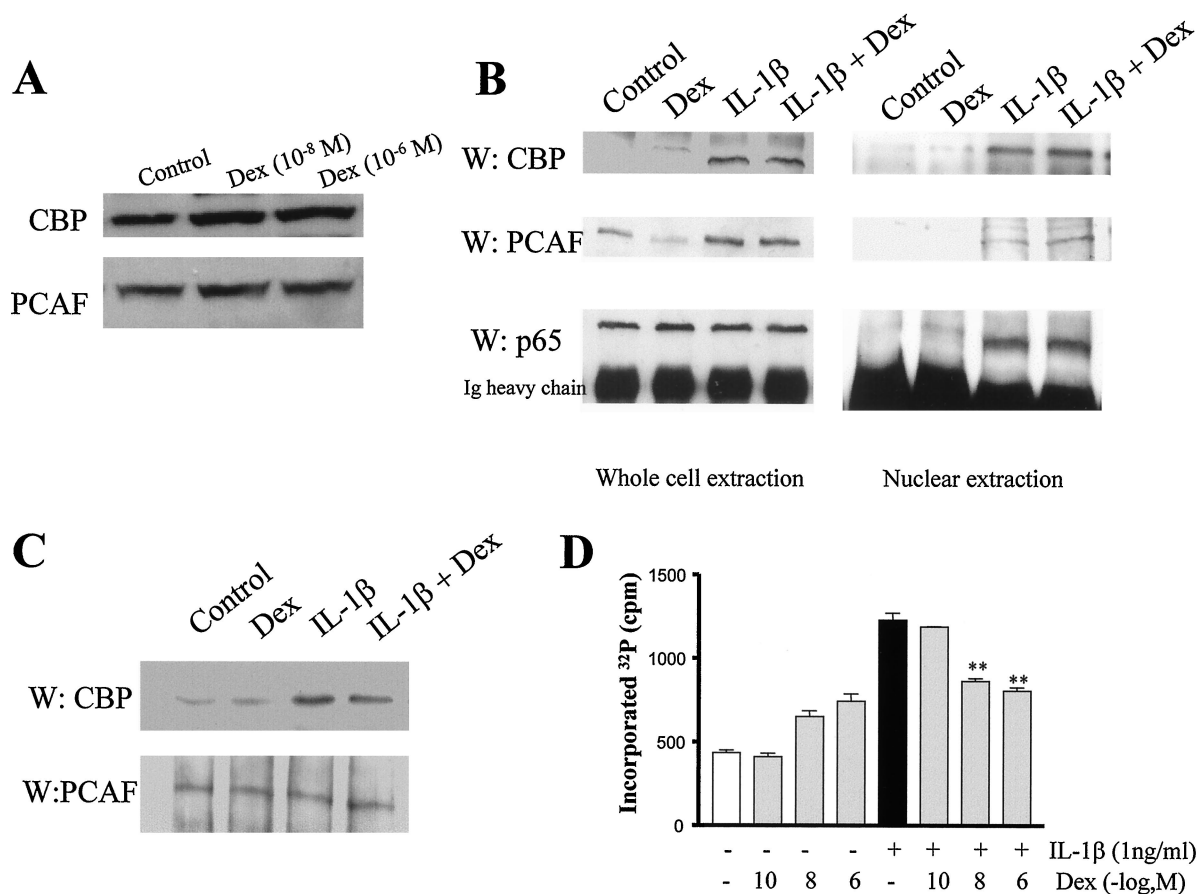 A
Control
Dex (10-8 M)
Dex (10-6 M)
CBP
PCAF
B
Control
Dex
IL-1β
IL-1β + Dex
Control
Dex
IL-1β
IL-1β + Dex
W: CBP
W: PCAF
W: p65
Ig heavy chain
Whole cell extraction
Nuclear extraction
C
Control
Dex
IL-1β
IL-1β + Dex
W: CBP
W:PCAF
D
Incorporated 32P (cpm)
1500
1000
500
0
**
**
- - - - + + + + IL-1β (1ng/ml)
- 10 8 6 - 10 8 6 Dex (-log,M)